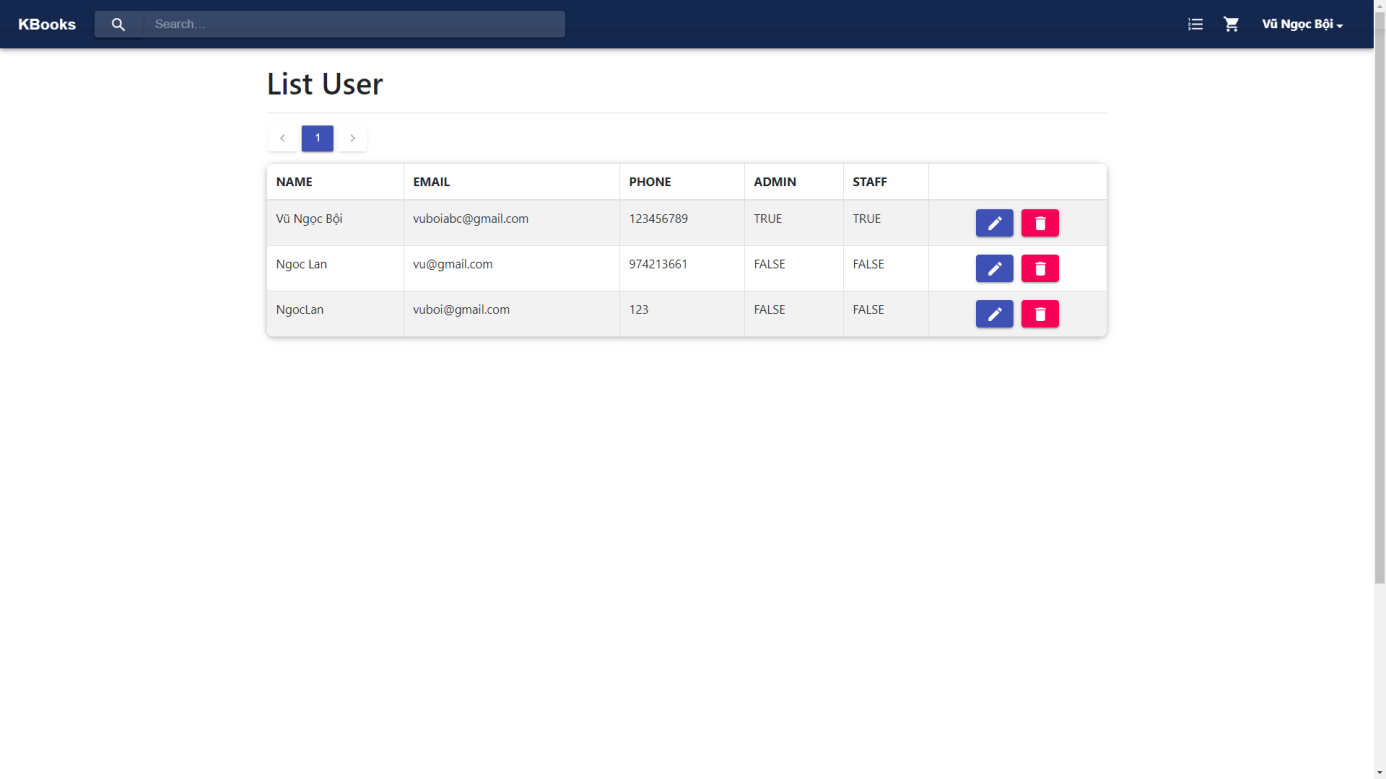 KBooks Search... Vũ Ngọc Bội
List User
1
NAME EMAIL PHONE ADMIN STAFF
Vũ Ngọc Bội vuboiabc@gmail.com 123456789 TRUE TRUE
Ngoc Lan vu@gmail.com 974213661 FALSE FALSE
NgocLan vuboi@gmail.com 123 FALSE FALSE